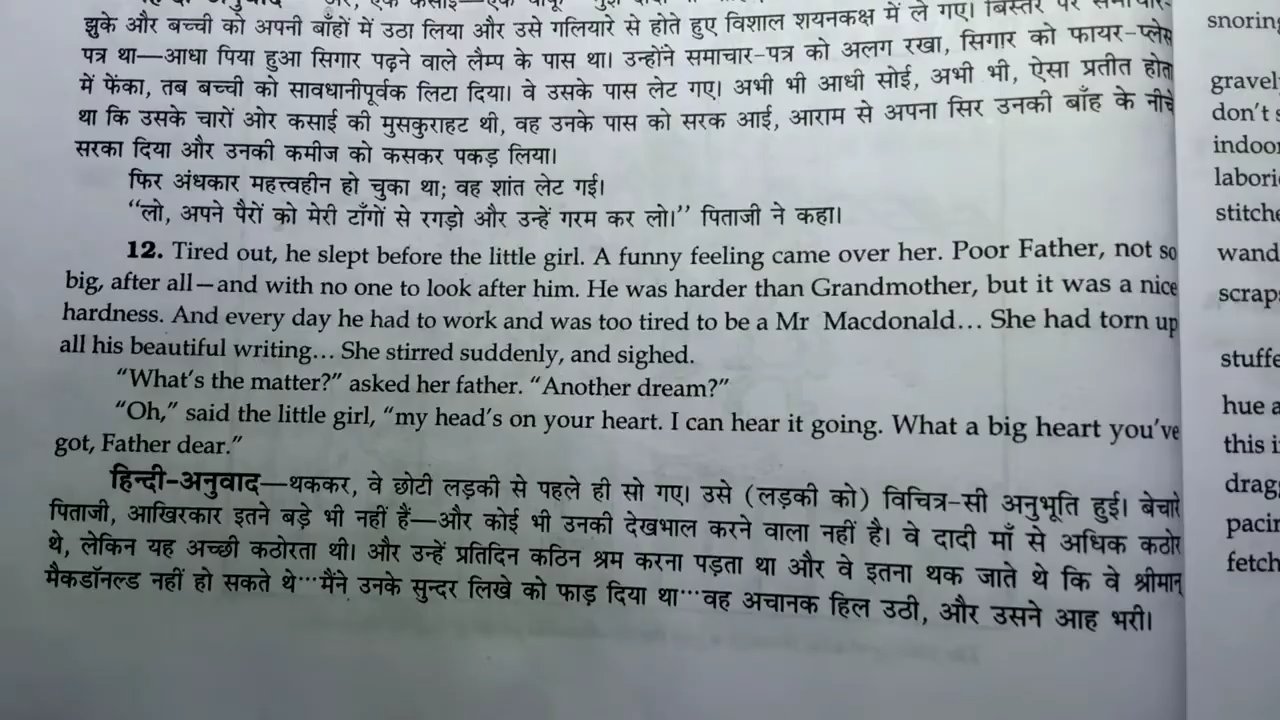 झुके और बच्ची को अपनी बाँहों में उठा लिया और उसे गलियारे से होते हुए विशाल शयनकक्ष में ले गए। बिस्तर पर समाचार-
पत्र था—आधा पिया हुआ सिगार पढ़ने वाले लैम्प के पास था। उन्होंने समाचार-पत्र को अलग रखा, सिगार को फायर-प्लेस
में फेंका, तब बच्ची को सावधानीपूर्वक लिटा दिया। वे उसके पास लेट गए। अभी भी आधी सोई, अभी भी, ऐसा प्रतीत होता
था कि उसके चारों ओर कसाई की मुसकुराहट थी, वह उनके पास को सरक आई, आराम से अपना सिर उनकी बाँह के नीचे
सरका दिया और उनकी कमीज को कसकर पकड़ लिया।
फिर अंधकार महत्त्वहीन हो चुका था; वह शांत लेट गई।
“लो, अपने पैरों को मेरी टाँगों से रगड़ो और उन्हें गरम कर लो।” पिताजी ने कहा।
12. Tired out, he slept before the little girl. A funny feeling came over her. Poor Father, not so
big, after all—and with no one to look after him. He was harder than Grandmother, but it was a nice
hardness. And every day he had to work and was too tired to be a Mr Macdonald... She had torn up
all his beautiful writing... She stirred suddenly, and sighed.
“What's the matter?” asked her father. “Another dream?”
“Oh,” said the little girl, “my head's on your heart. I can hear it going. What a big heart you've
got, Father dear.”
हिन्दी-अनुवाद—थककर, वे छोटी लड़की से पहले ही सो गए। उसे (लड़की को) विचित्र-सी अनुभूति हुई। बेचारे
पिताजी, आखिरकार इतने बड़े भी नहीं हैं—और कोई भी उनकी देखभाल करने वाला नहीं है। वे दादी माँ से अधिक कठोर
थे, लेकिन यह अच्छी कठोरता थी। और उन्हें प्रतिदिन कठिन श्रम करना पड़ता था और वे इतना थक जाते थे कि वे श्रीमान्
मैकडॉनल्ड नहीं हो सकते थे···मैंने उनके सुन्दर लिखे को फाड़ दिया था···वह अचानक हिल उठी, और उसने आह भरी।
snoring
gravel
don't
indoor
labori
stitche
wand
scraps
stuffe
hue a
this i
drag
pacin
fetch